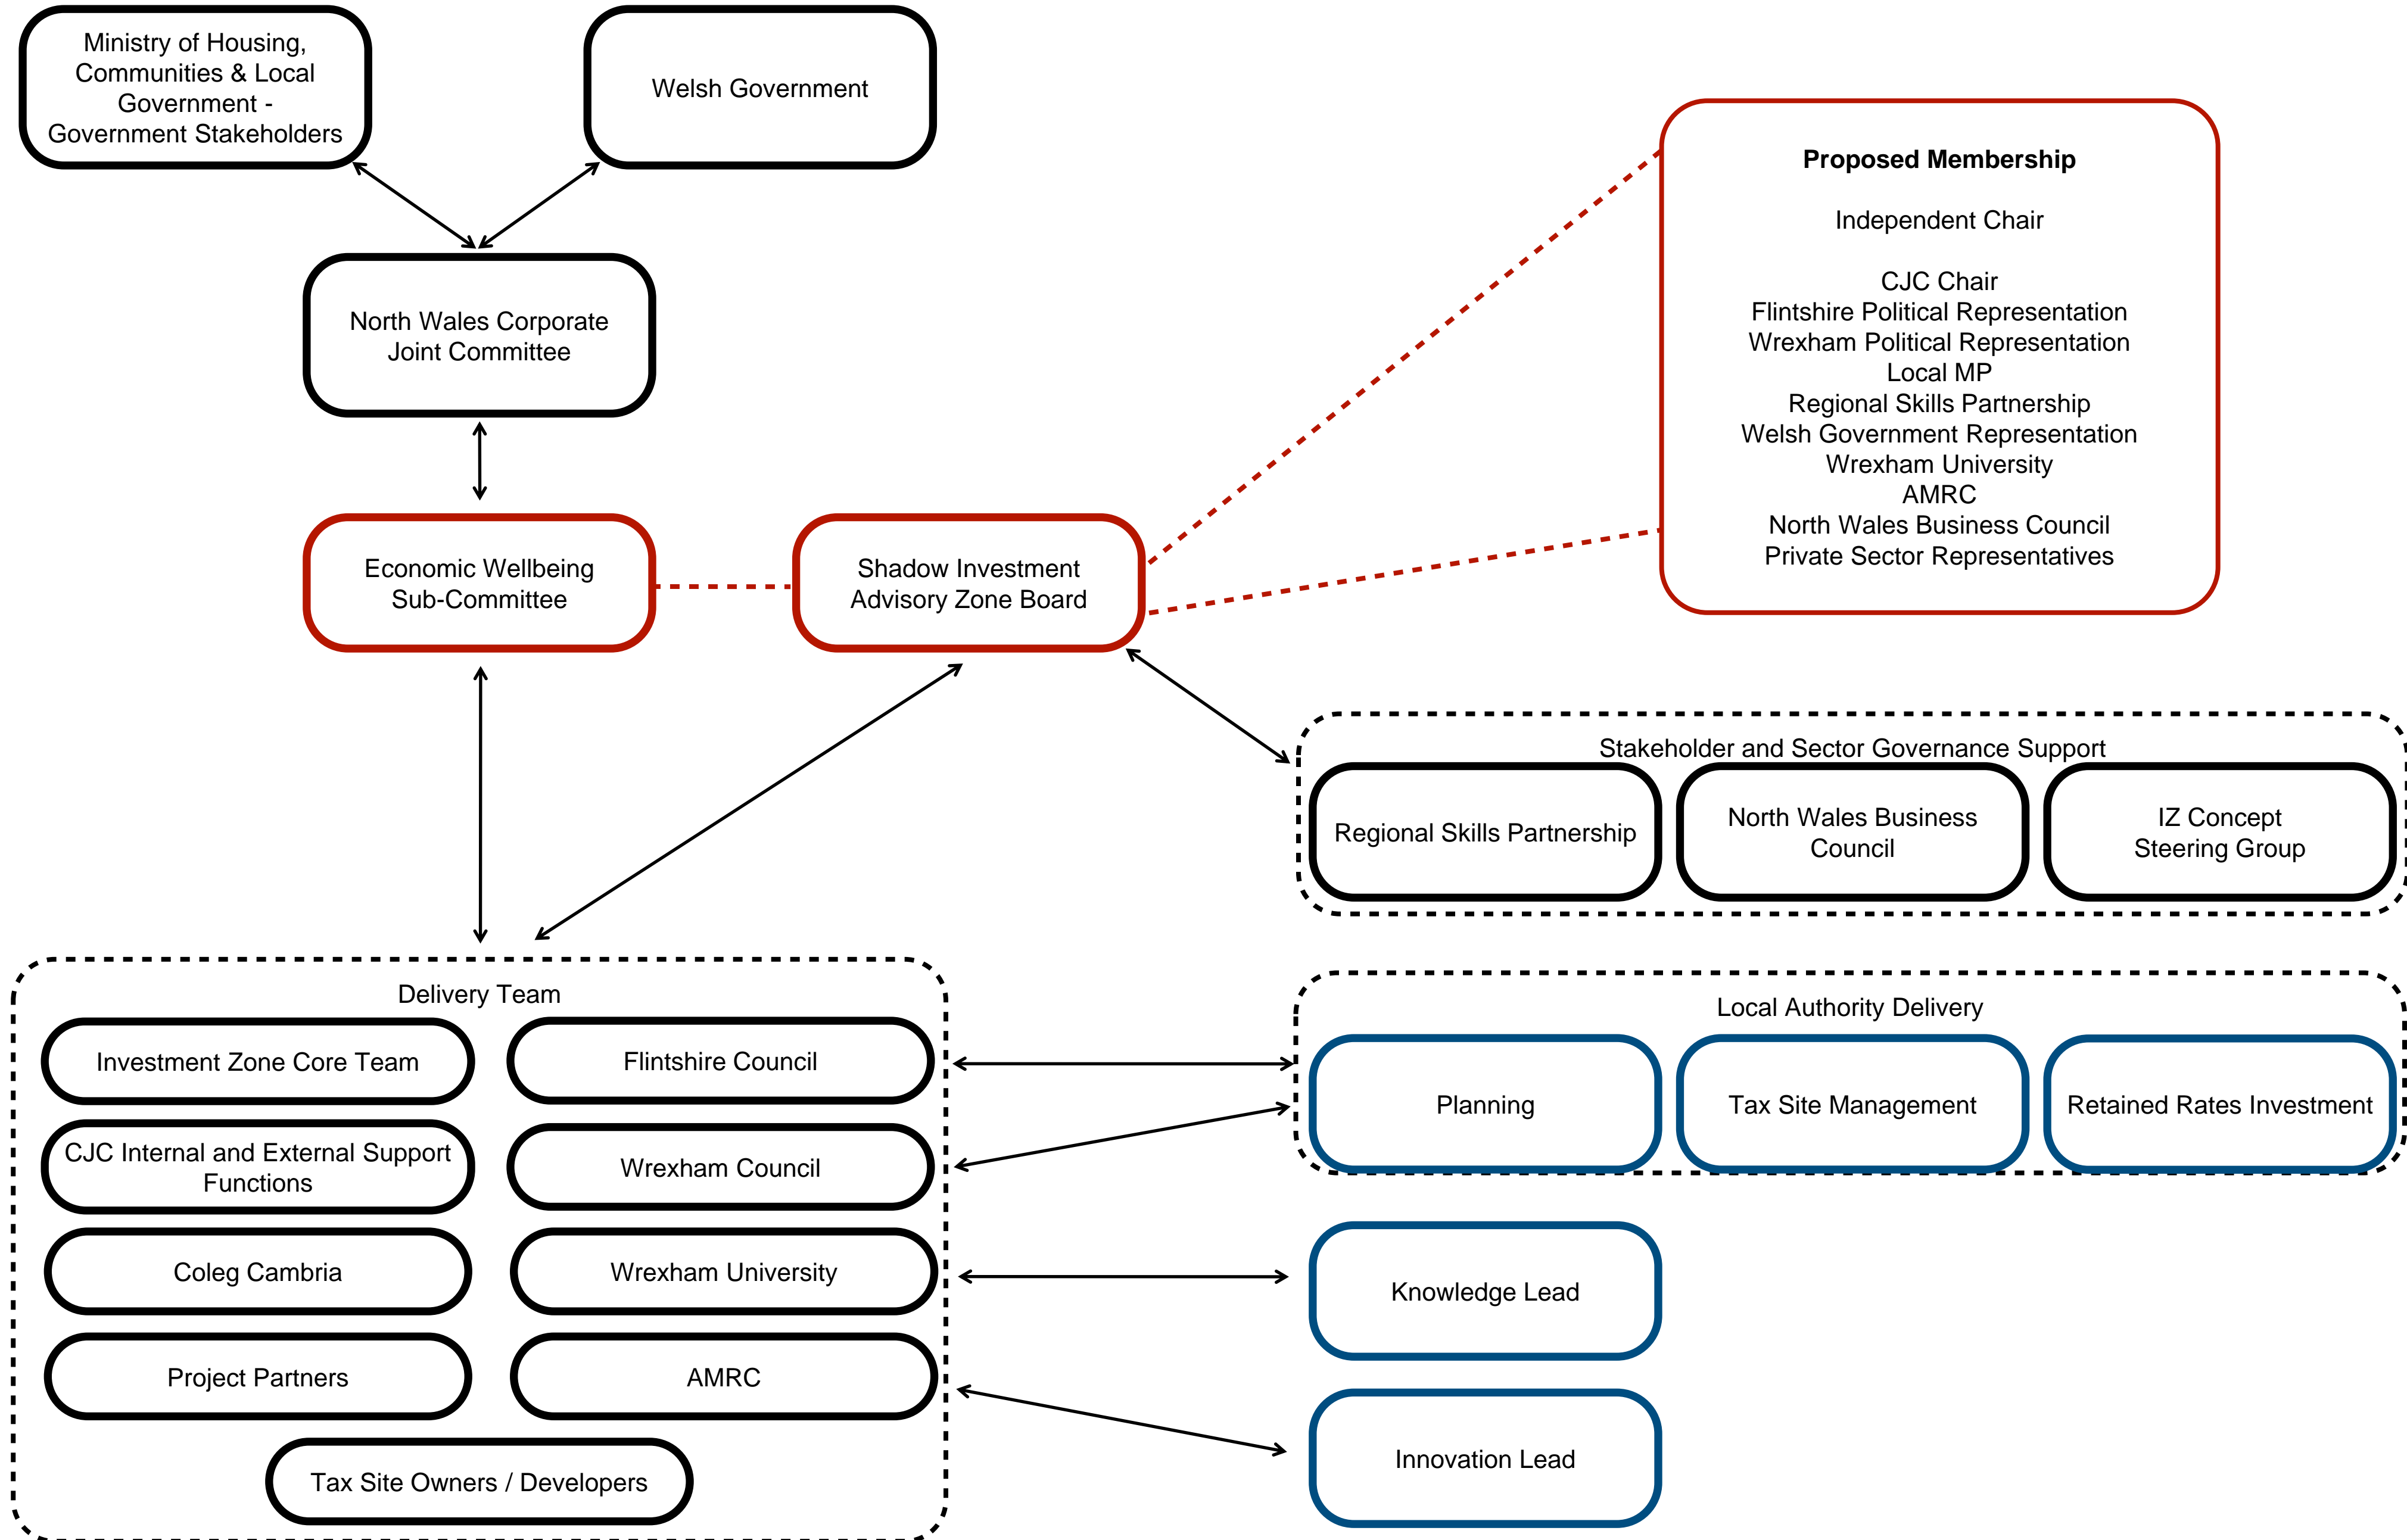 Ministry of Housing,
Communities & Local
Government -
Government Stakeholders
Welsh Government
North Wales Corporate
Joint Committee
Economic Wellbeing
Sub-Committee
Shadow Investment
Advisory Zone Board
Proposed Membership
Independent Chair
CJC Chair
Flintshire Political Representation
Wrexham Political Representation
Local MP
Regional Skills Partnership
Welsh Government Representation
Wrexham University
AMRC
North Wales Business Council
Private Sector Representatives
Stakeholder and Sector Governance Support
Regional Skills Partnership
North Wales Business
Council
IZ Concept
Steering Group
Delivery Team
Investment Zone Core Team
Flintshire Council
CJC Internal and External Support
Functions
Wrexham Council
Coleg Cambria
Wrexham University
Project Partners
AMRC
Tax Site Owners / Developers
Local Authority Delivery
Planning
Tax Site Management
Retained Rates Investment
Knowledge Lead
Innovation Lead